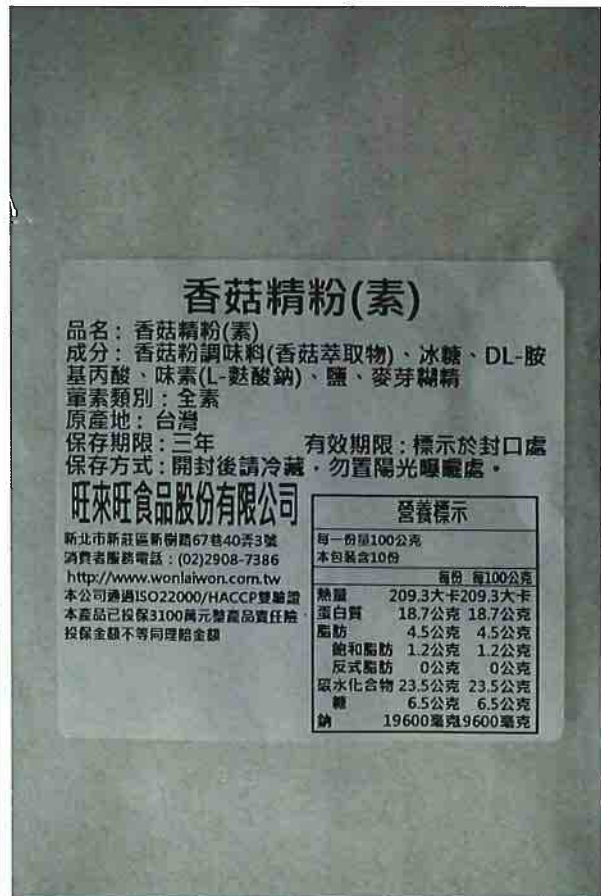 香菇精粉(素)
品名：香菇精粉(素)
成分：香菇粉調味料(香菇萃取物)、冰糖、DL-胺
基丙酸、味素(L-麩酸鈉)、鹽、麥芽糊精
葷素類別：全素
原產地：台灣
保存期限：三年 有效期限：標示於封口處
保存方式：開封後請冷藏，勿置陽光曝曬處。
旺來旺食品股份有限公司
新北市新莊區新樹路67巷40弄3號
消費者服務電話：(02)2908-7386
http://www.wonlaiwon.com.tw
本公司通過ISO22000/HACCP雙驗證
本產品已投保3100萬元整產品責任險，
投保金額不等同理賠金額
營養標示
每一份量100公克
本包裝含10份
每份 每100公克
熱量 209.3大卡 209.3大卡
蛋白質 18.7公克 18.7公克
脂肪 4.5公克 4.5公克
飽和脂肪 1.2公克 1.2公克
反式脂肪 0公克 0公克
碳水化合物 23.5公克 23.5公克
糖 6.5公克 6.5公克
鈉 19600毫克 19600毫克